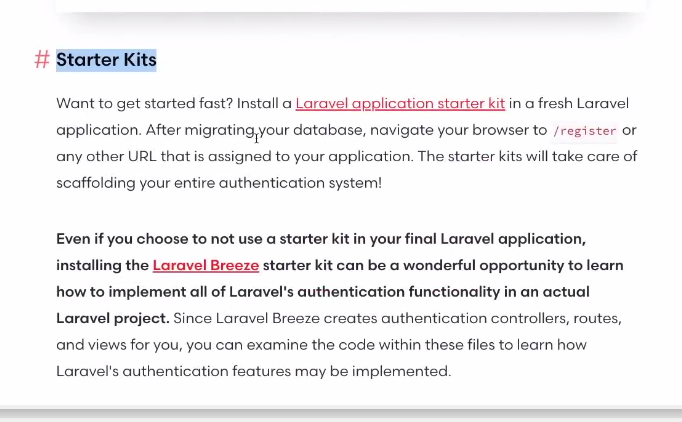 # Starter Kits
Want to get started fast? Install a Laravel application starter kit in a fresh Laravel
application. After migrating your database, navigate your browser to /register or
any other URL that is assigned to your application. The starter kits will take care of
scaffolding your entire authentication system!
Even if you choose to not use a starter kit in your final Laravel application,
installing the Laravel Breeze starter kit can be a wonderful opportunity to learn
how to implement all of Laravel's authentication functionality in an actual
Laravel project. Since Laravel Breeze creates authentication controllers, routes,
and views for you, you can examine the code within these files to learn how
Laravel's authentication features may be implemented.